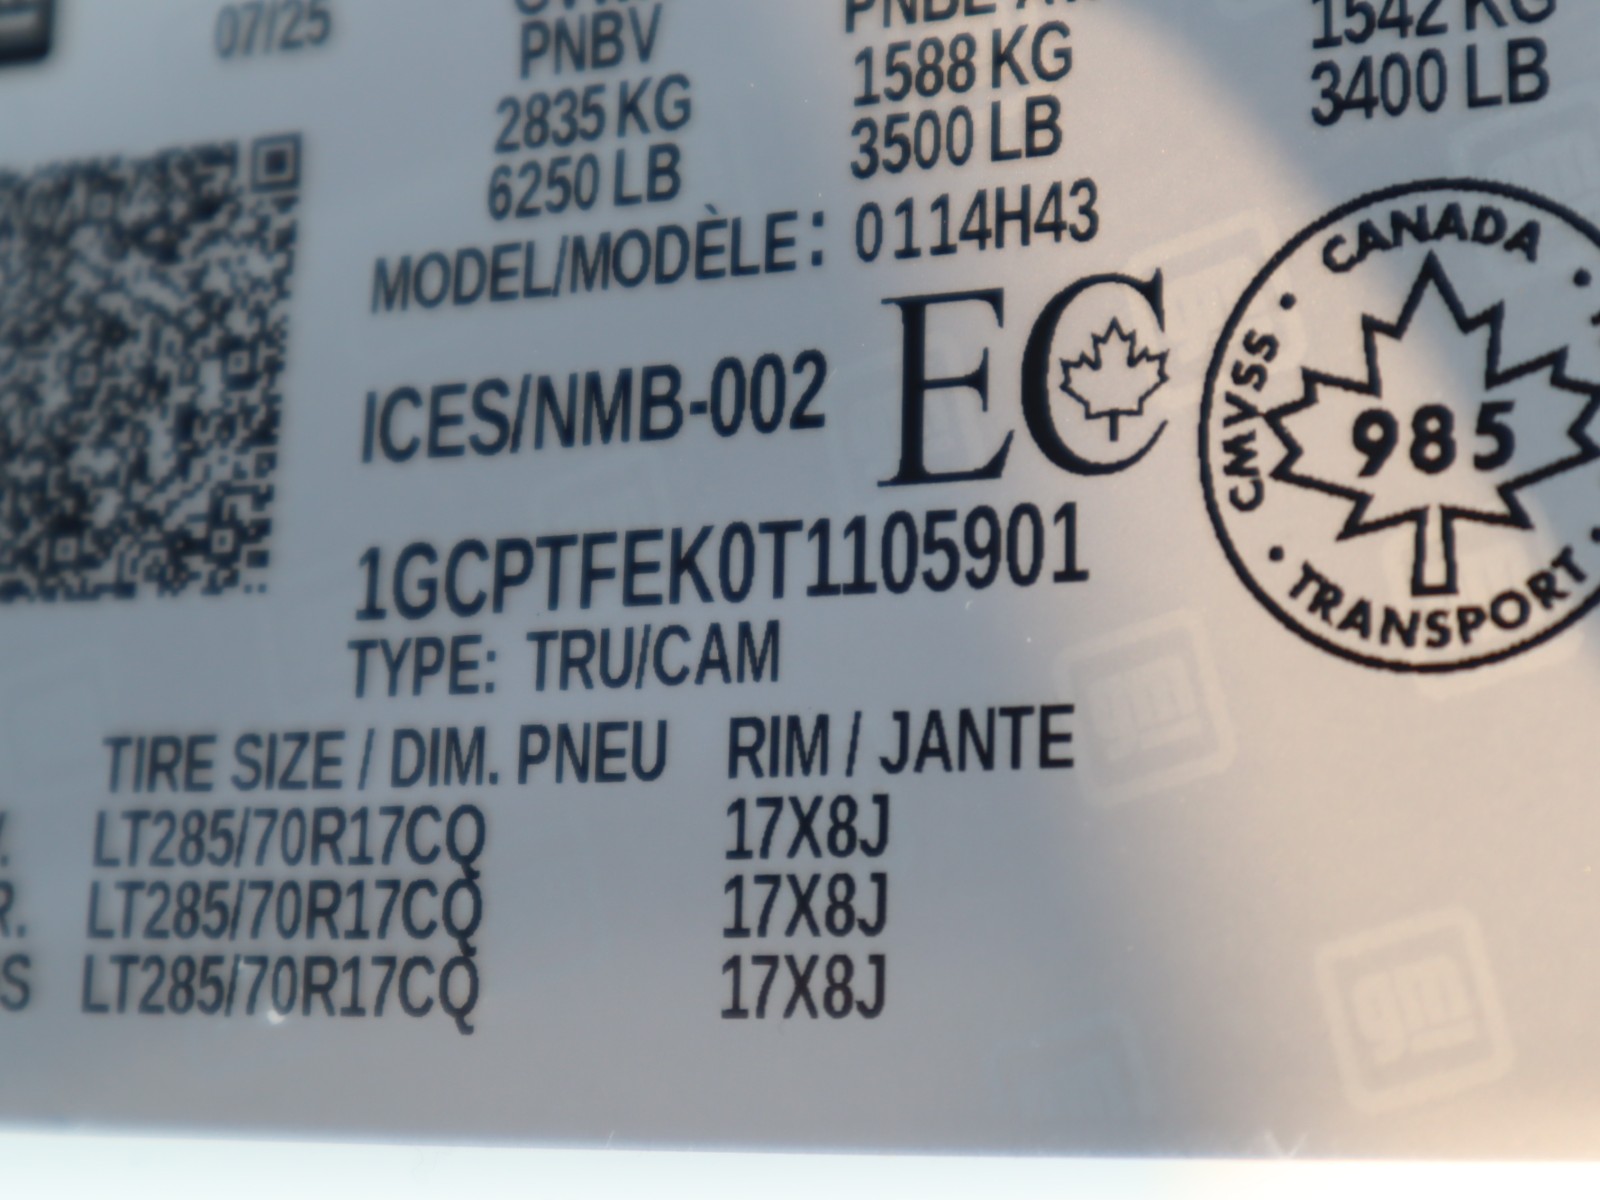 07/25
PNBV
2835 KG
6250 LB
1588 KG
3500 LB
1542 KG
3400 LB
MODEL/MODÈLE: 0114H43
ICES/NMB-002 EC
CANADA
CMVSS
985
TRANSPORT
1GCPTFEK0T1105901
TYPE: TRU/CAM
TIRE SIZE / DIM. PNEU RIM / JANTE
LT285/70R17CQ 17X8J
R. LT285/70R17CQ 17X8J
S LT285/70R17CQ 17X8J
gm
gm